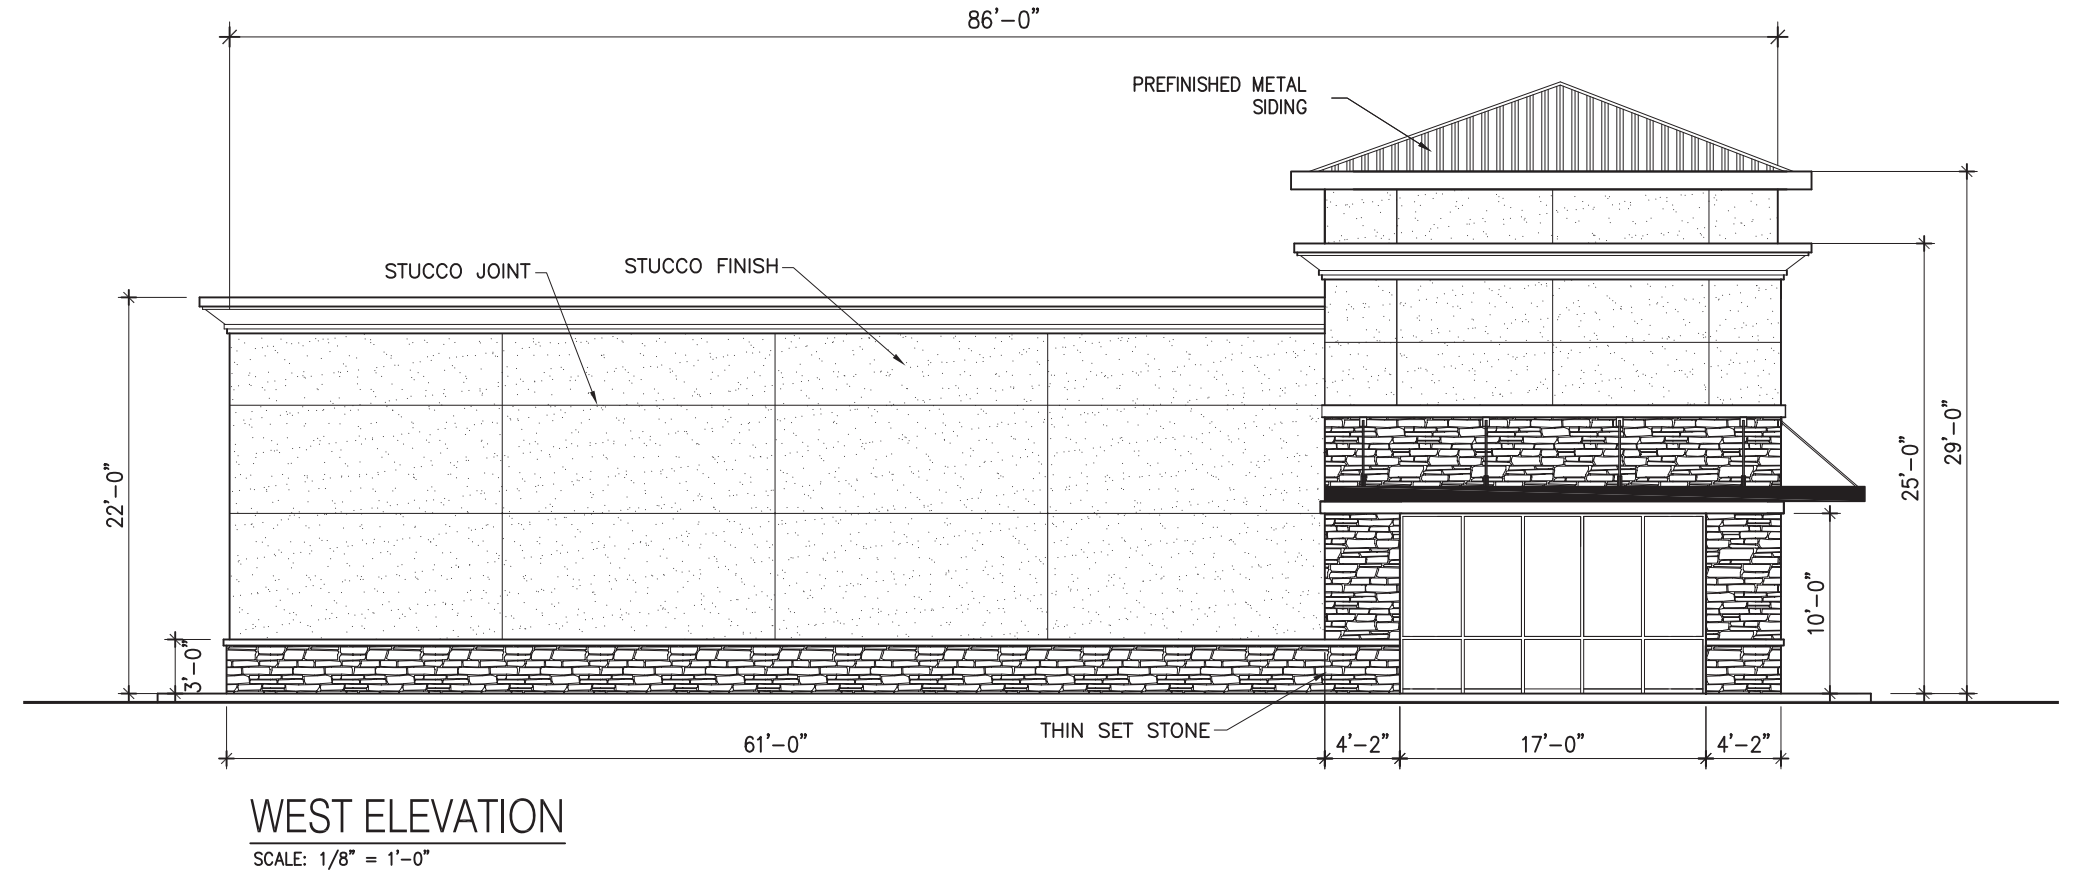 86'-0"
PREFINISHED METAL
SIDING
STUCCO JOINT
STUCCO FINISH
22'-0"
3'-0"
10'-0"
25'-0"
29'-0"
THIN SET STONE
61'-0"
4'-2"
17'-0"
4'-2"
WEST ELEVATION
SCALE: 1/8" = 1'-0"